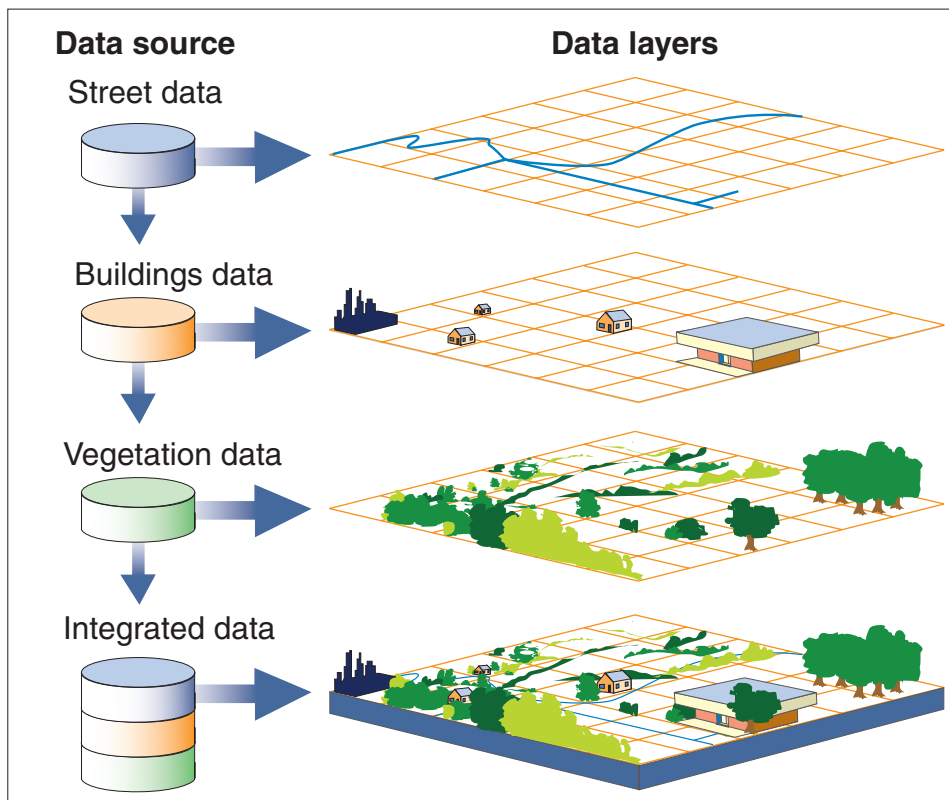 Data source
Data layers
Street data
Buildings data
Vegetation data
Integrated data